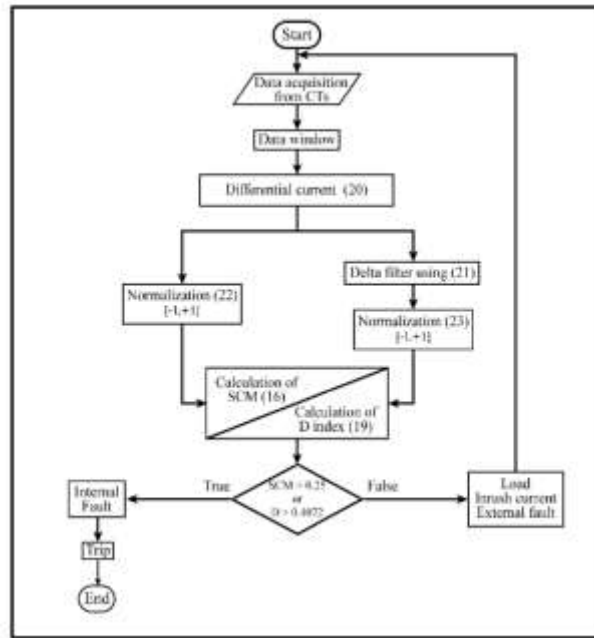 Start
Data acquisition
from CTs
Data window
Differential current (20)
Delta filter using (21)
Normalization (22)
[-1,+1]
Normalization (23)
[-1,+1]
Calculation of
SCM (16)
Calculation of
D index (19)
True
SCM > 0.25
or
D > 0.4072
False
Internal
Fault
Load
Inrush current
External fault
Trip
End